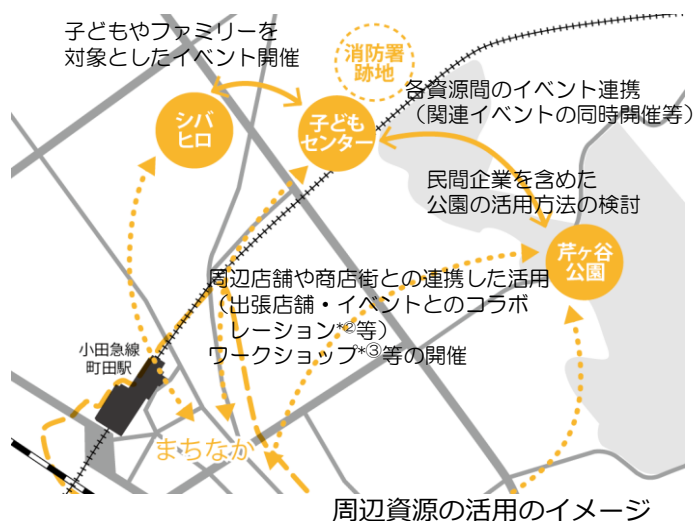 子どもやファミリーを
対象としたイベント開催
消防署
跡地
各資源間のイベント連携
（関連イベントの同時開催等）
シバ
ヒロ
子ども
センター
民間企業を含めた
公園の活用方法の検討
芹ヶ谷
公園
周辺店舗や商店街との連携した活用
（出張店舗・イベントとのコラボ
レーション*②等）
ワークショップ*③等の開催
小田急線
町田駅
まちなか
周辺資源の活用のイメージ